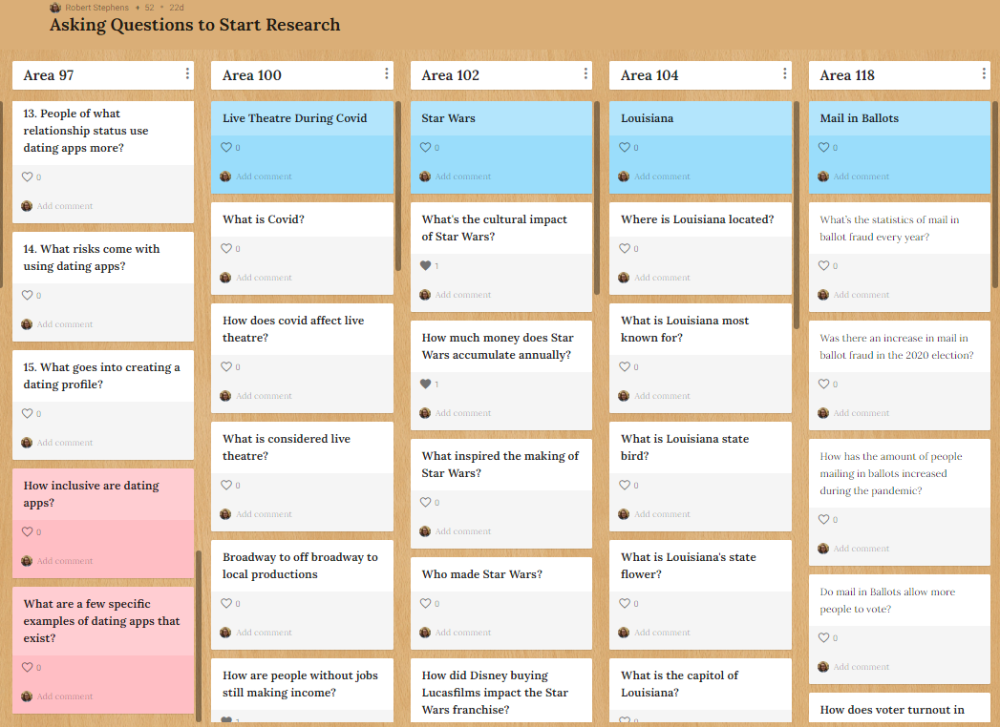 Robert Stephens + 52 • 22d
Asking Questions to Start Research
Area 97
13. People of what
relationship status use
dating apps more?
0
Add comment
14. What risks come with
using dating apps?
0
Add comment
15. What goes into creating a
dating profile?
0
Add comment
How inclusive are dating
apps?
0
Add comment
What are a few specific
examples of dating apps that
exist?
0
Add comment
Area 100
Live Theatre During Covid
0
Add comment
What is Covid?
0
Add comment
How does covid affect live
theatre?
0
Add comment
What is considered live
theatre?
0
Add comment
Broadway to off broadway to
local productions
0
Add comment
How are people without jobs
still making income?
Area 102
Star Wars
0
Add comment
What's the cultural impact
of Star Wars?
1
Add comment
How much money does Star
Wars accumulate annually?
1
Add comment
What inspired the making of
Star Wars?
0
Add comment
Who made Star Wars?
0
Add comment
How did Disney buying
Lucasfilms impact the Star
Wars franchise?
Area 104
Louisiana
0
Add comment
Where is Louisiana located?
0
Add comment
What is Louisiana most
known for?
0
Add comment
What is Louisiana state
bird?
0
Add comment
What is Louisiana's state
flower?
0
Add comment
What is the capitol of
Louisiana?
Area 118
Mail in Ballots
0
Add comment
What's the statistics of mail in
ballot fraud every year?
0
Add comment
Was there an increase in mail in
ballot fraud in the 2020 election?
0
Add comment
How has the amount of people
mailing in ballots increased
during the pandemic?
0
Add comment
Do mail in Ballots allow more
people to vote?
0
Add comment
How does voter turnout in